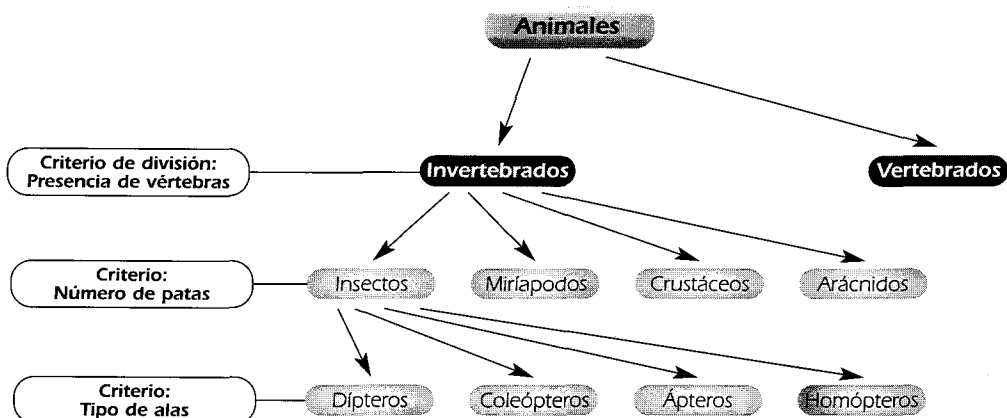 Animales
Criterio de división:
Presencia de vértebras
Invertebrados
Vertebrados
Criterio:
Número de patas
Insectos
Miríapodos
Crustáceos
Arácnidos
Criterio:
Tipo de alas
Dípteros
Coleópteros
Ápteros
Homópteros